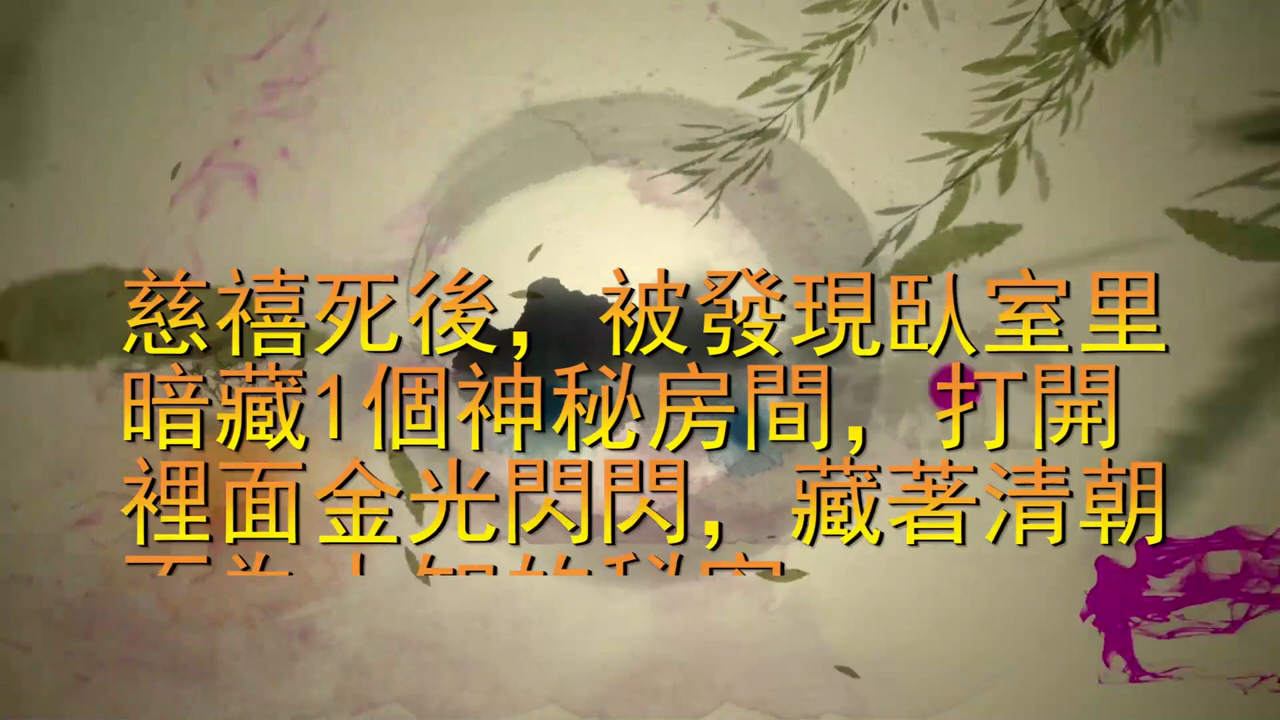 慈禧死後，被發現臥室里
暗藏1個神秘房間，打開
裡面金光閃閃，藏著清朝